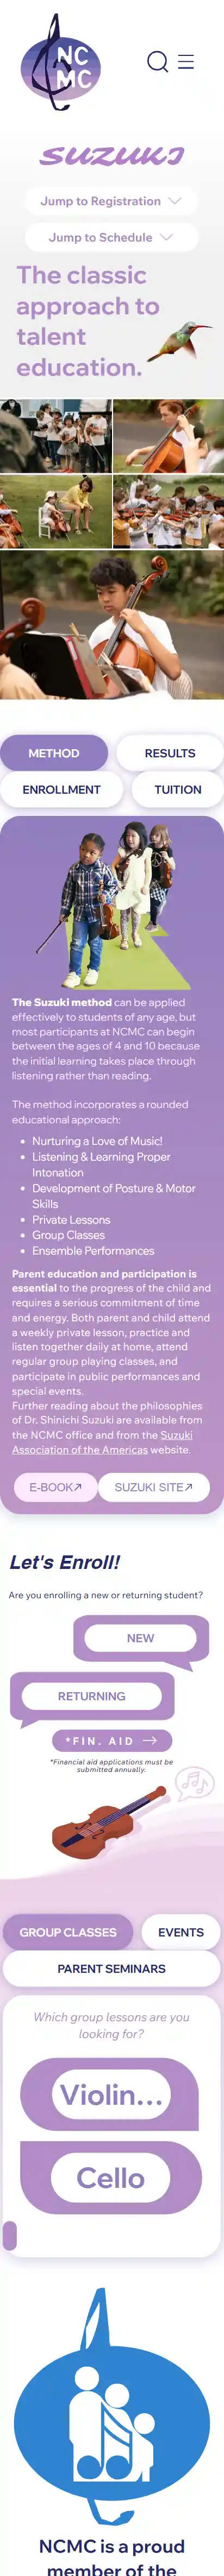 NC
MC
SUZUKI
Jump to Registration
Jump to Schedule
The classic
approach to
talent
education.
METHOD
RESULTS
ENROLLMENT
TUITION
The Suzuki method can be applied
effectively to students of any age, but
most participants at NCMC can begin
between the ages of 4 and 10 because
the initial learning takes place through
listening rather than reading.
The method incorporates a rounded
educational approach:
• Nurturing a Love of Music!
• Listening & Learning Proper
Intonation
• Development of Posture & Motor
Skills
• Private Lessons
• Group Classes
• Ensemble Performances
Parent education and participation is
essential to the progress of the child and
requires a serious commitment of time
and energy. Both parent and child attend
a weekly private lesson, practice and
listen together daily at home, attend
regular group playing classes, and
participate in public performances and
special events.
Further reading about the philosophies
of Dr. Shinichi Suzuki are available from
the NCMC office and from the Suzuki
Association of the Americas website.
E-BOOK↗
SUZUKI SITE↗
Let's Enroll!
Are you enrolling a new or returning student?
NEW
RETURNING
*FIN. AID →
*Financial aid applications must be
submitted annually.
GROUP CLASSES
EVENTS
PARENT SEMINARS
Which group lessons are you
looking for?
Violin...
Cello
NCMC is a proud
member of the